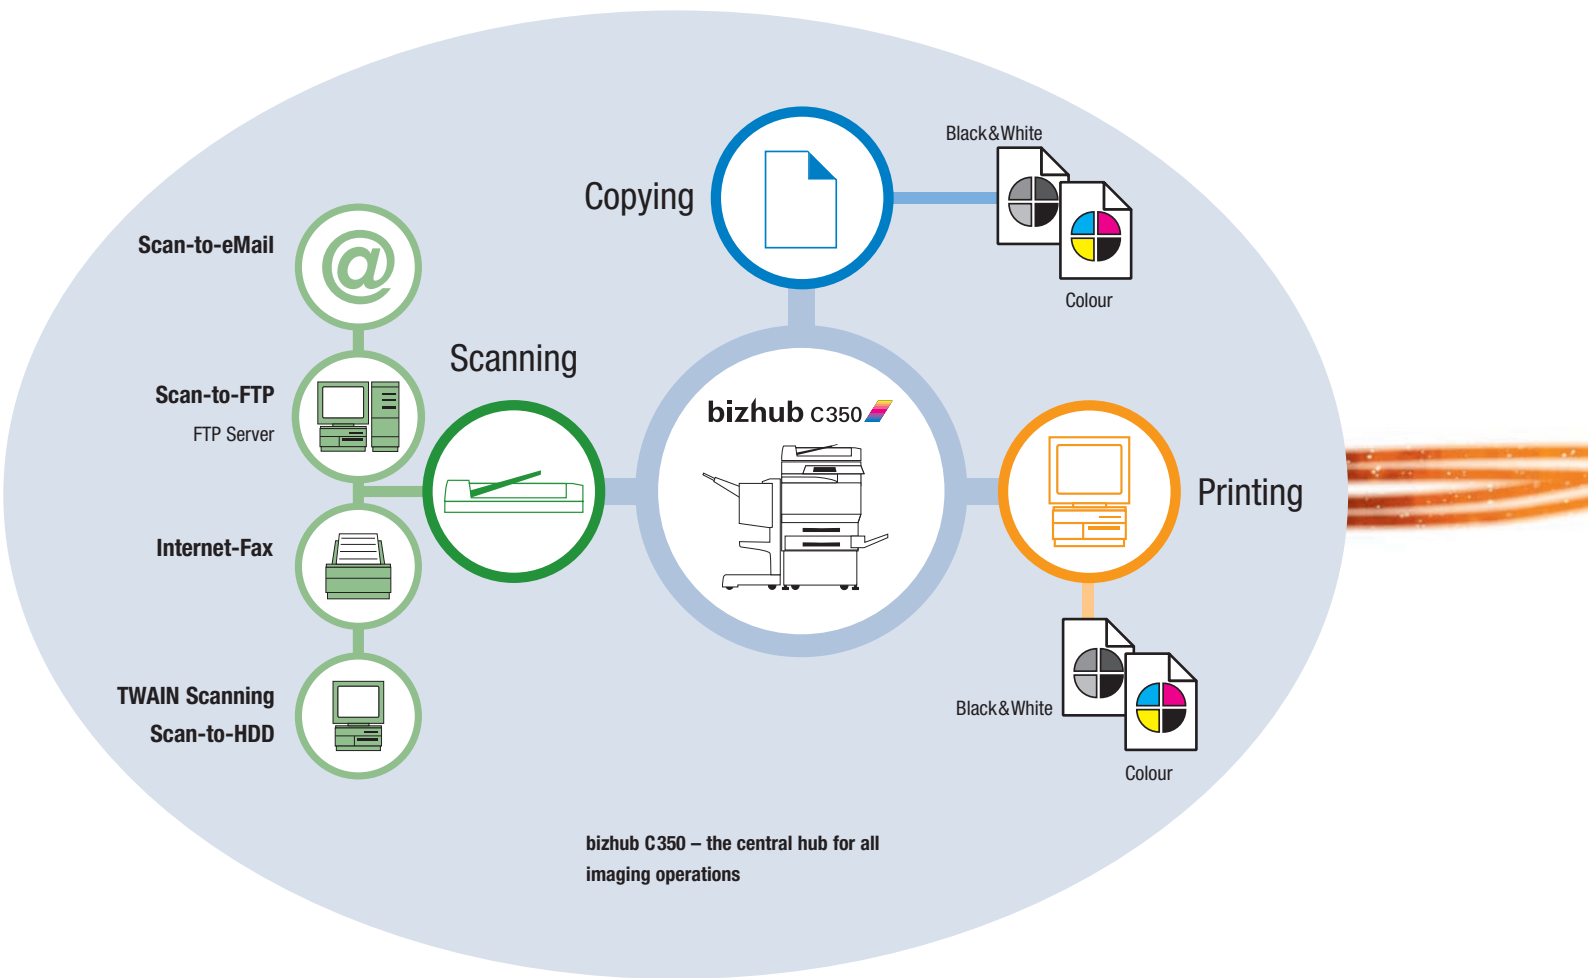 Black&White
Copying
Colour
Scan-to-eMail
@
Scanning
Scan-to-FTP
FTP Server
bizhub C350
Printing
Internet-Fax
TWAIN Scanning
Scan-to-HDD
Black&White
Colour
bizhub C350 – the central hub for all
imaging operations